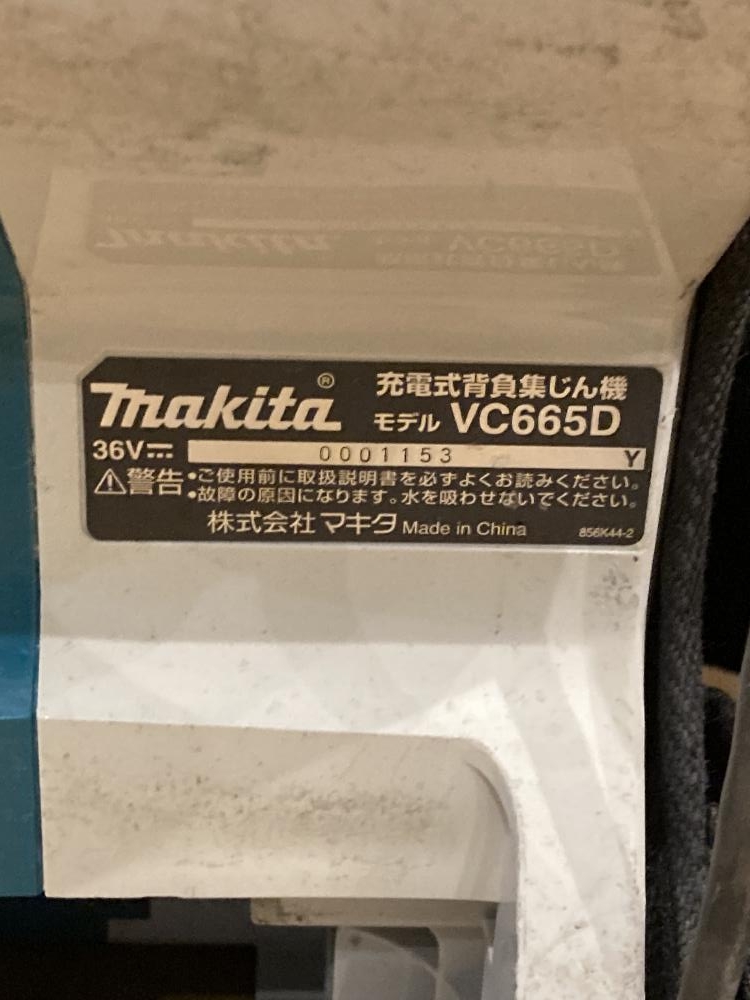 makita® 充電式背負集じん機
モデル VC665D
36V⎓ 0001153 Y
⚠警告 •ご使用前に取扱説明書を必ずよくお読みください。
•故障の原因になります。水を吸わせないでください。
株式会社マキタ Made in China 856K44-2